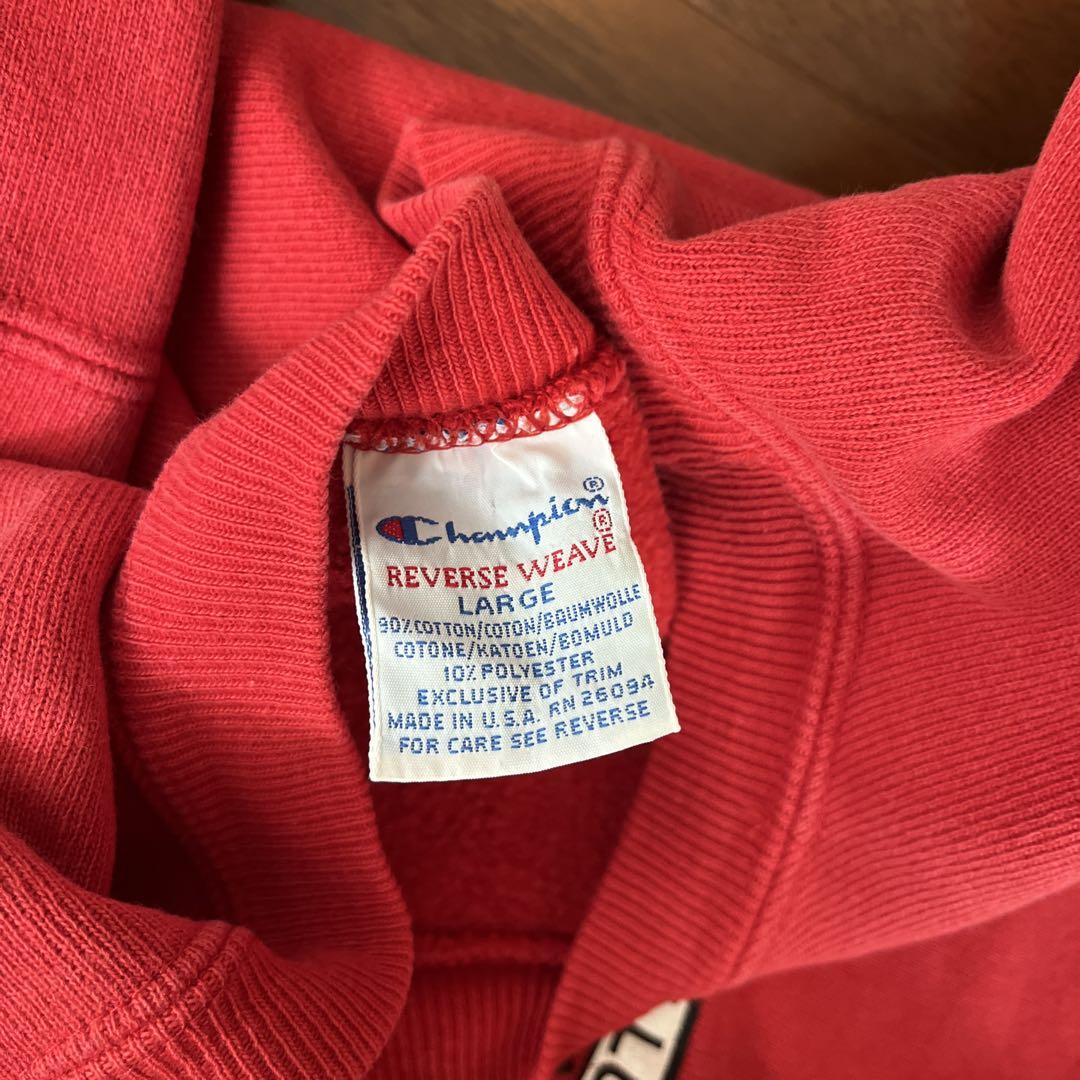 Champion®
REVERSE WEAVE®
LARGE
90% COTTON/COTON/BAUMWOLLE
COTONE/KATOEN/BOMULD
10% POLYESTER
EXCLUSIVE OF TRIM
MADE IN U.S.A. RN 26094
FOR CARE SEE REVERSE